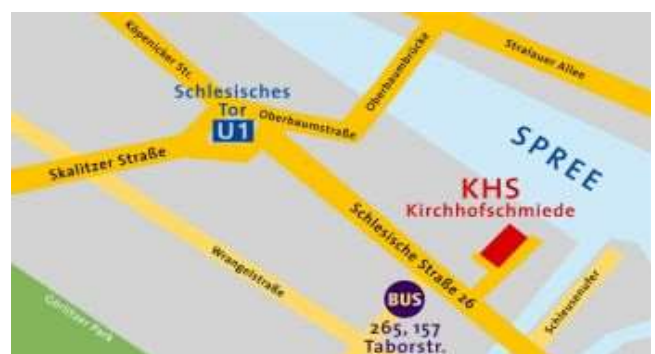 Köpenicker Str.
Stralauer Allee
Oberbaumbrücke
Schlesisches
Tor
U1
Oberbaumstraße
SPREE
Skalitzer Straße
KHS
Kirchhofschmiede
Schlesische Straße 26
Wrangelstraße
Schleusenufer
BUS
265, 157
Taborstr.
Görlitzer Park